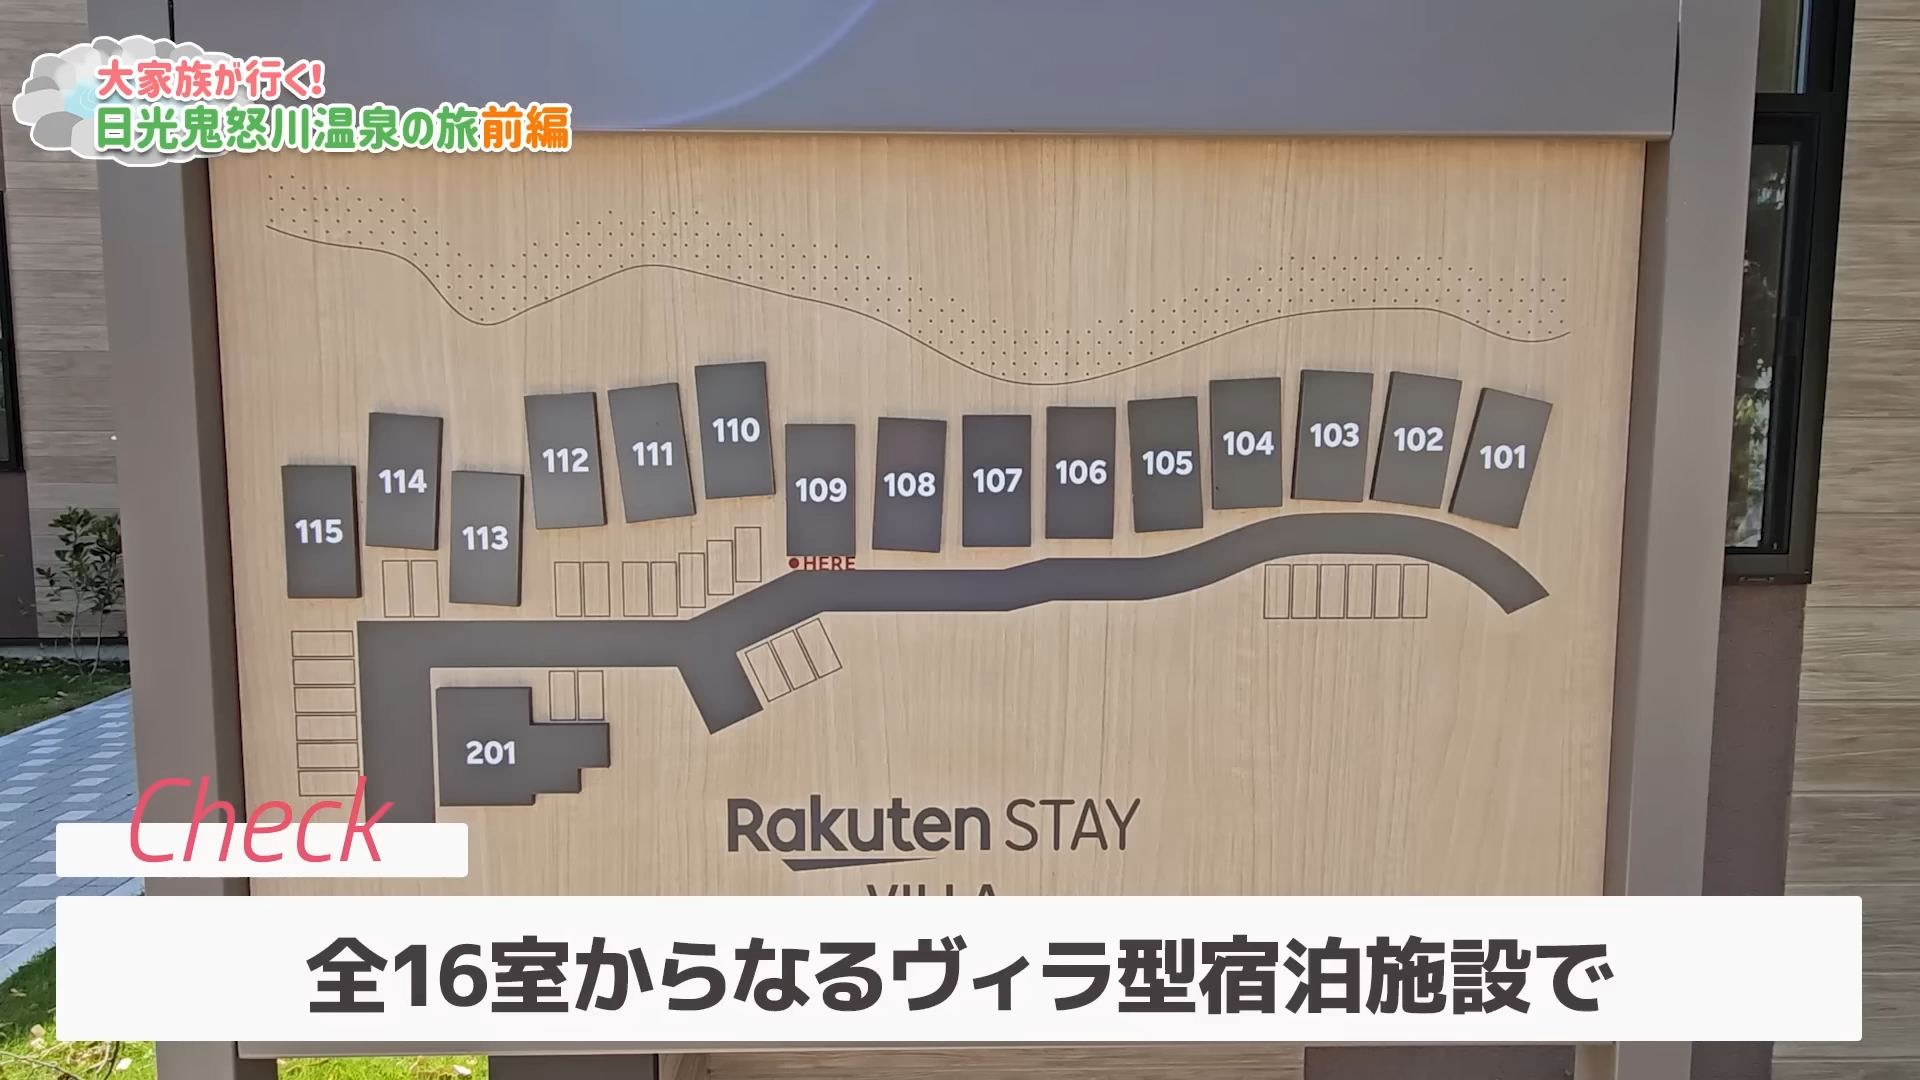 大家族が行く!
日光鬼怒川温泉の旅前編
110
112
111
109
108
107
106
105
104
103
102
101
115
114
113
HERE
201
Rakuten STAY
VILLA
Check
全16室からなるヴィラ型宿泊施設で